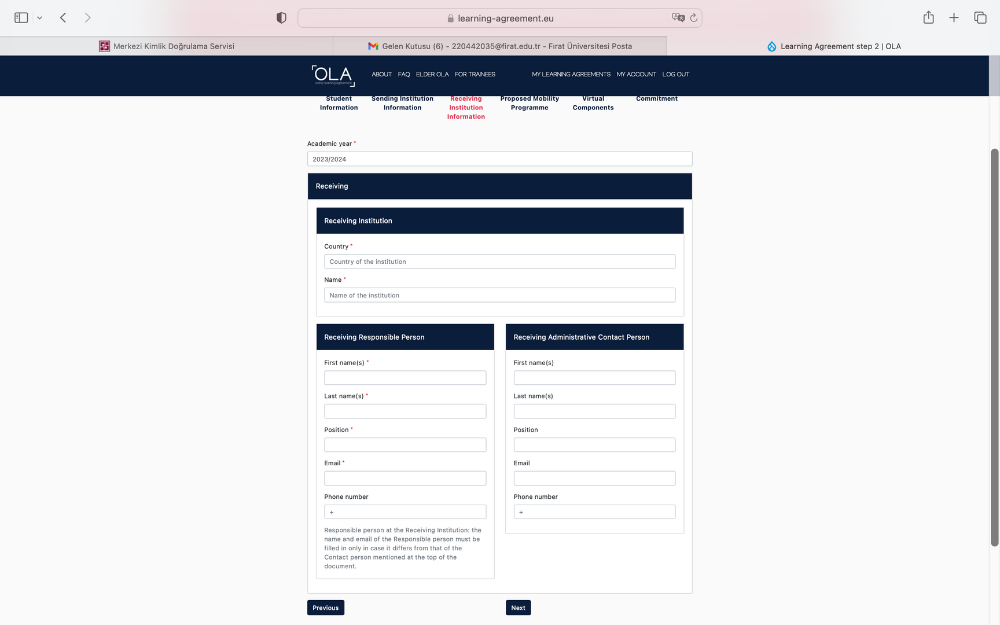 learning-agreement.eu
Merkezi Kimlik Doğrulama Servisi
Gelen Kutusu (6) - 220442035@firat.edu.tr - Fırat Üniversitesi Posta
Learning Agreement step 2 | OLA
OLA
online learning agreement
ABOUT FAQ ELDER OLA FOR TRAINEES MY LEARNING AGREEMENTS MY ACCOUNT LOG OUT
Student
Information
Sending Institution
Information
Receiving
Institution
Information
Proposed Mobility
Programme
Virtual
Components
Commitment
Academic year *
2023/2024
Receiving
Receiving Institution
Country *
Country of the institution
Name *
Name of the institution
Receiving Responsible Person
First name(s) *
Last name(s) *
Position *
Email *
Phone number
+
Responsible person at the Receiving Institution: the
name and email of the Responsible person must be
filled in only in case it differs from that of the
Contact person mentioned at the top of the
document.
Receiving Administrative Contact Person
First name(s)
Last name(s)
Position
Email
Phone number
+
Previous
Next